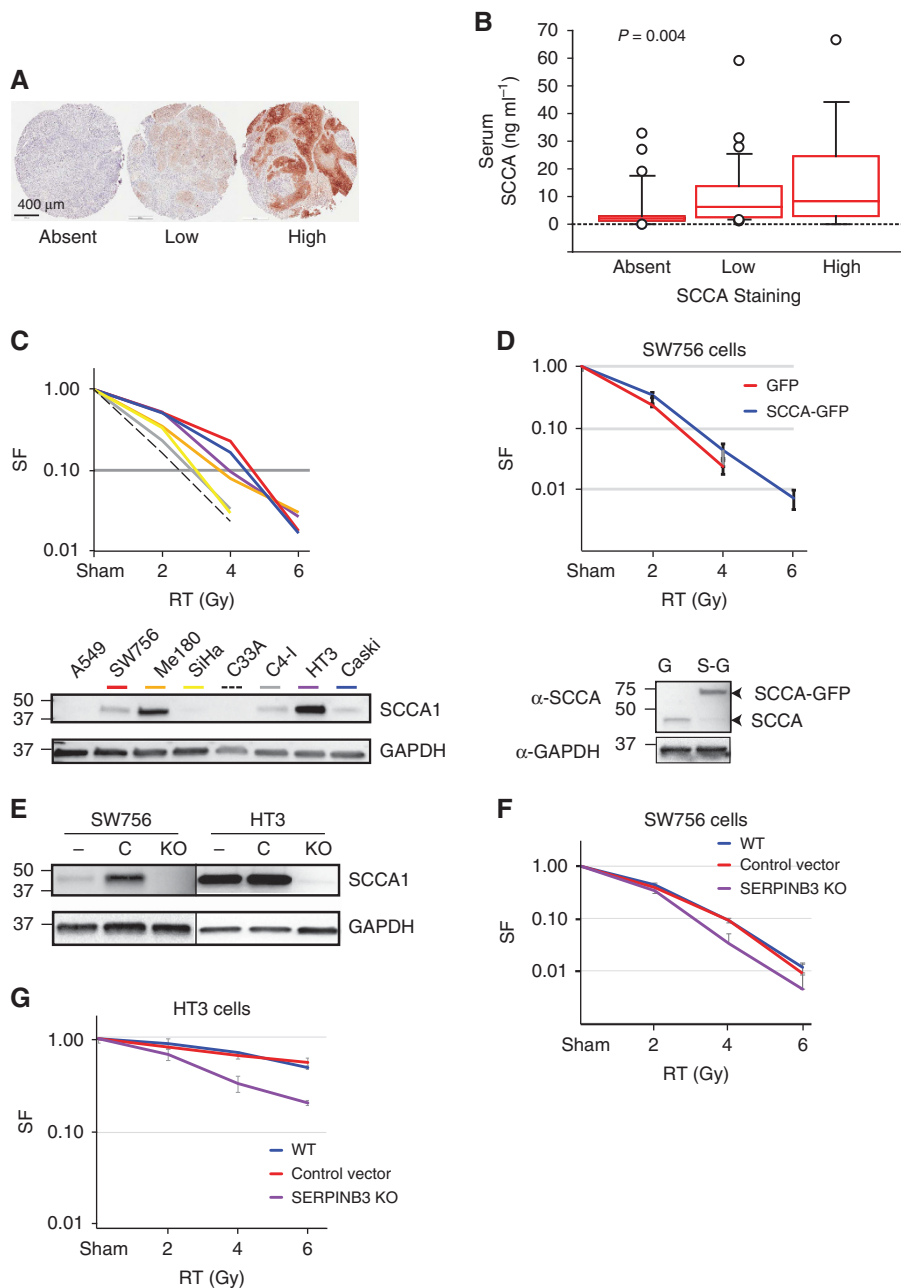 A
400 μm
Absent
Low
High
B
P = 0.004
Serum
SCCA (ng ml–1)
70
60
50
40
30
20
10
0
–10
Absent
Low
High
SCCA Staining
C
SF
1.00
0.10
0.01
Sham
2
4
6
RT (Gy)
A549
SW756
Me180
SiHa
C33A
C4-I
HT3
Caski
50
37
SCCA1
37
GAPDH
D
SW756 cells
GFP
SCCA-GFP
SF
1.00
0.10
0.01
Sham
2
4
6
RT (Gy)
G S-G
α-SCCA
75
50
SCCA-GFP
SCCA
α-GAPDH
37
E
SW756 HT3
– C KO – C KO
50
37
SCCA1
37
GAPDH
F
SW756 cells
WT
Control vector
SERPINB3 KO
SF
1.00
0.10
0.01
Sham
2
4
6
RT (Gy)
G
HT3 cells
SF
1.00
0.10
0.01
WT
Control vector
SERPINB3 KO
Sham
2
4
6
RT (Gy)